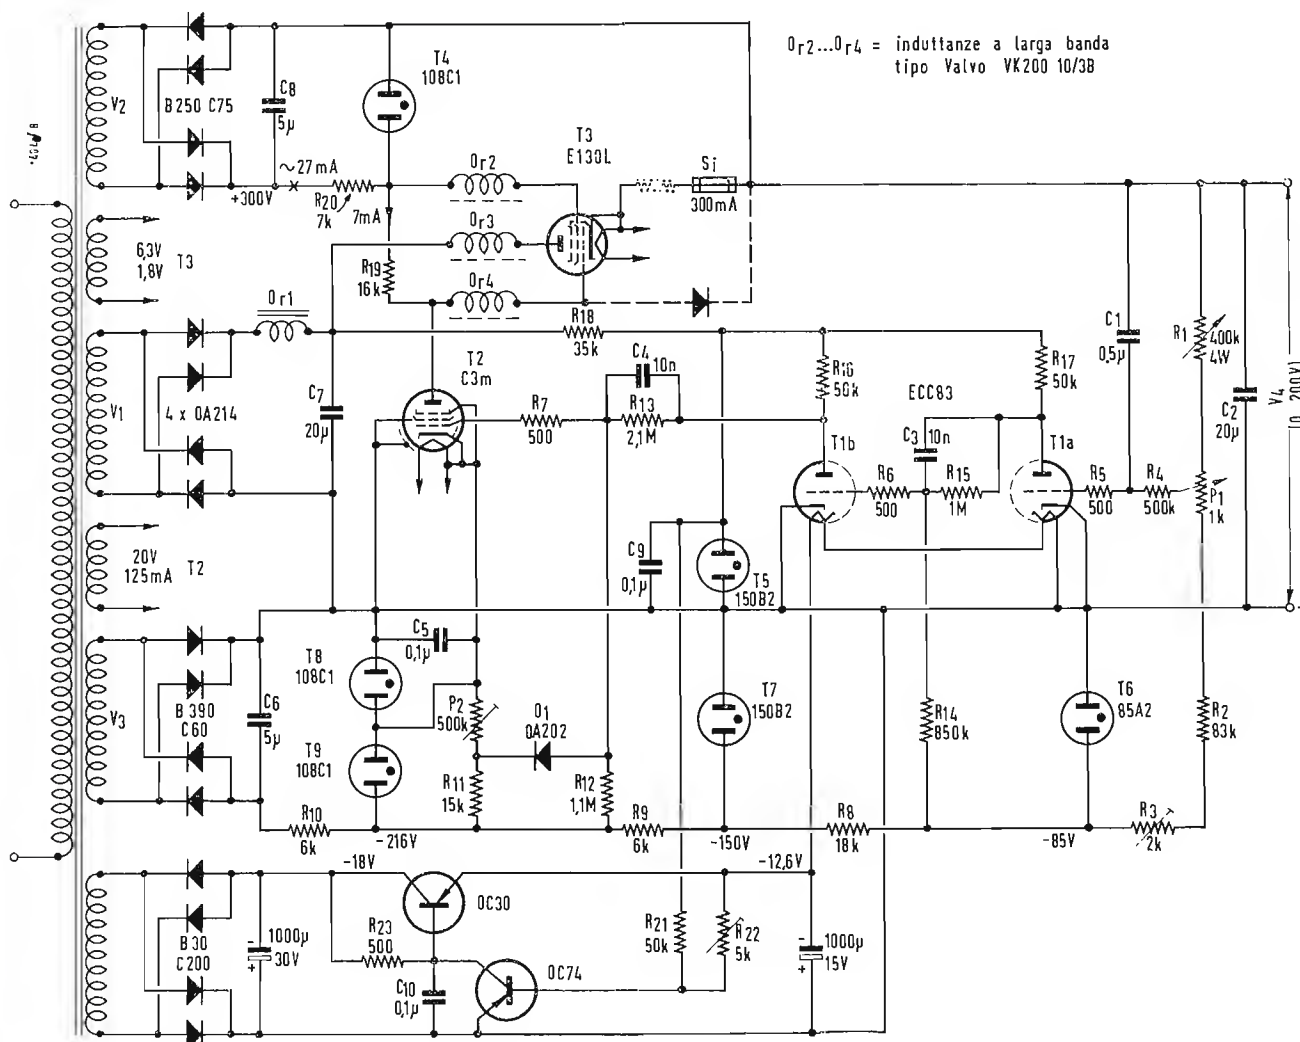 Or2...Or4 = induttanze a larga banda
tipo Valvo VK200 10/3B
T4
108C1
V2
B250 C75
C8
5µ
~27mA
+300V
R20
7k
7mA
Or2
Or3
Or4
T3
E130L
Si
300mA
6,3V
1,8V
T3
Or1
R19
16k
R18
35k
V1
4 x OA214
C7
20µ
T2
C3m
R7
500
C4
10n
R13
2,1M
R16
50k
ECC83
R17
50k
C1
0,5µ
R1
400k
4W
C2
20µ
V4
T1b
R6
500
C3
10n
R15
1M
T1a
R5
500
R4
500k
P1
1k
20V
125mA
T2
C9
0,1µ
T5
150B2
V3
B390
C60
C6
5µ
T8
108C1
T9
108C1
C5
0,1µ
P2
500k
R11
15k
O1
OA202
R12
1,1M
T7
150B2
R14
850k
T6
85A2
R2
83k
R10
6k
-216V
R9
6k
-150V
R8
18k
-85V
R3
2k
-18V
OC30
-12,6V
B30
C200
1000µ
30V
- +
R23
500
C10
0,1µ
OC74
R21
50k
R22
5k
1000µ
15V
- +